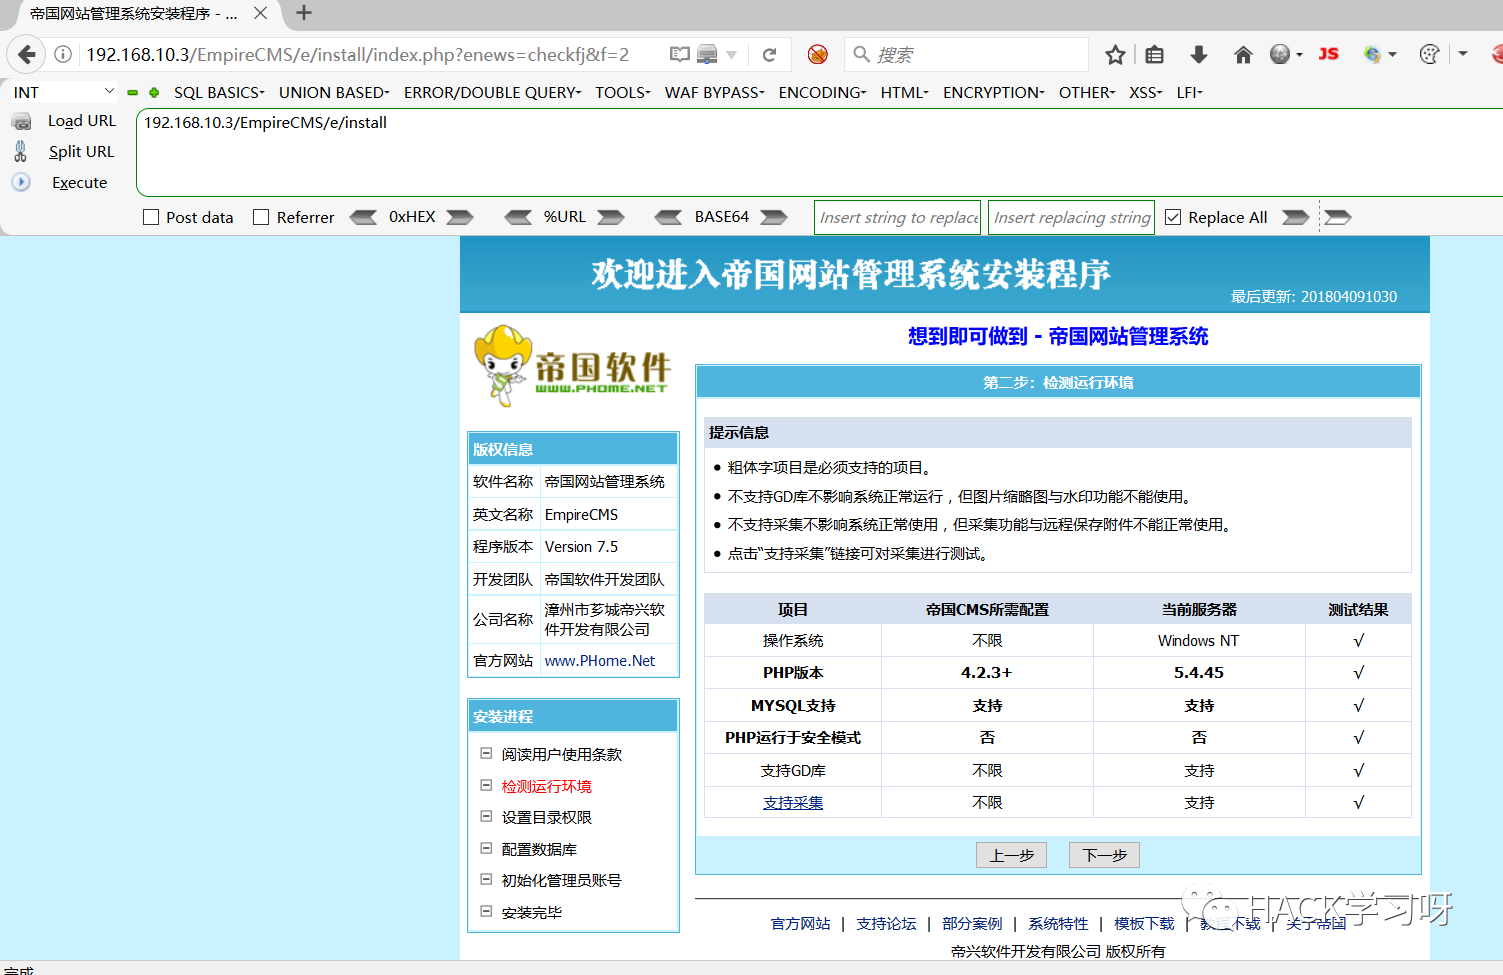 帝国网站管理系统安装程序 - ...
192.168.10.3/EmpireCMS/e/install/index.php?enews=checkfj&f=2
搜索
JS
INT
SQL BASICS
UNION BASED
ERROR/DOUBLE QUERY
TOOLS
WAF BYPASS
ENCODING
HTML
ENCRYPTION
OTHER
XSS
LFI
Load URL
192.168.10.3/EmpireCMS/e/install
Split URL
Execute
Post data
Referrer
0xHEX
%URL
BASE64
Insert string to replace
Insert replacing string
Replace All
欢迎进入帝国网站管理系统安装程序
最后更新: 201804091030
帝国软件
WWW.PHOME.NET
想到即可做到 - 帝国网站管理系统
版权信息
软件名称 帝国网站管理系统
英文名称 EmpireCMS
程序版本 Version 7.5
开发团队 帝国软件开发团队
公司名称 漳州市芗城帝兴软
件开发有限公司
官方网站 www.PHome.Net
安装进程
阅读用户使用条款
检测运行环境
设置目录权限
配置数据库
初始化管理员账号
安装完毕
第二步：检测运行环境
提示信息
● 粗体字项目是必须支持的项目。
● 不支持GD库不影响系统正常运行，但图片缩略图与水印功能不能使用。
● 不支持采集不影响系统正常使用，但采集功能与远程保存附件不能正常使用。
● 点击“支持采集”链接可对采集进行测试。
项目 帝国CMS所需配置 当前服务器 测试结果
操作系统 不限 Windows NT √
PHP版本 4.2.3+ 5.4.45 √
MYSQL支持 支持 支持 √
PHP运行于安全模式 否 否 √
支持GD库 不限 支持 √
支持采集 不限 支持 √
上一步 下一步
官方网站 | 支持论坛 | 部分案例 | 系统特性 | 模板下载 | 教程下载 | 关于帝国
HACK学习呀
帝兴软件开发有限公司 版权所有
完成